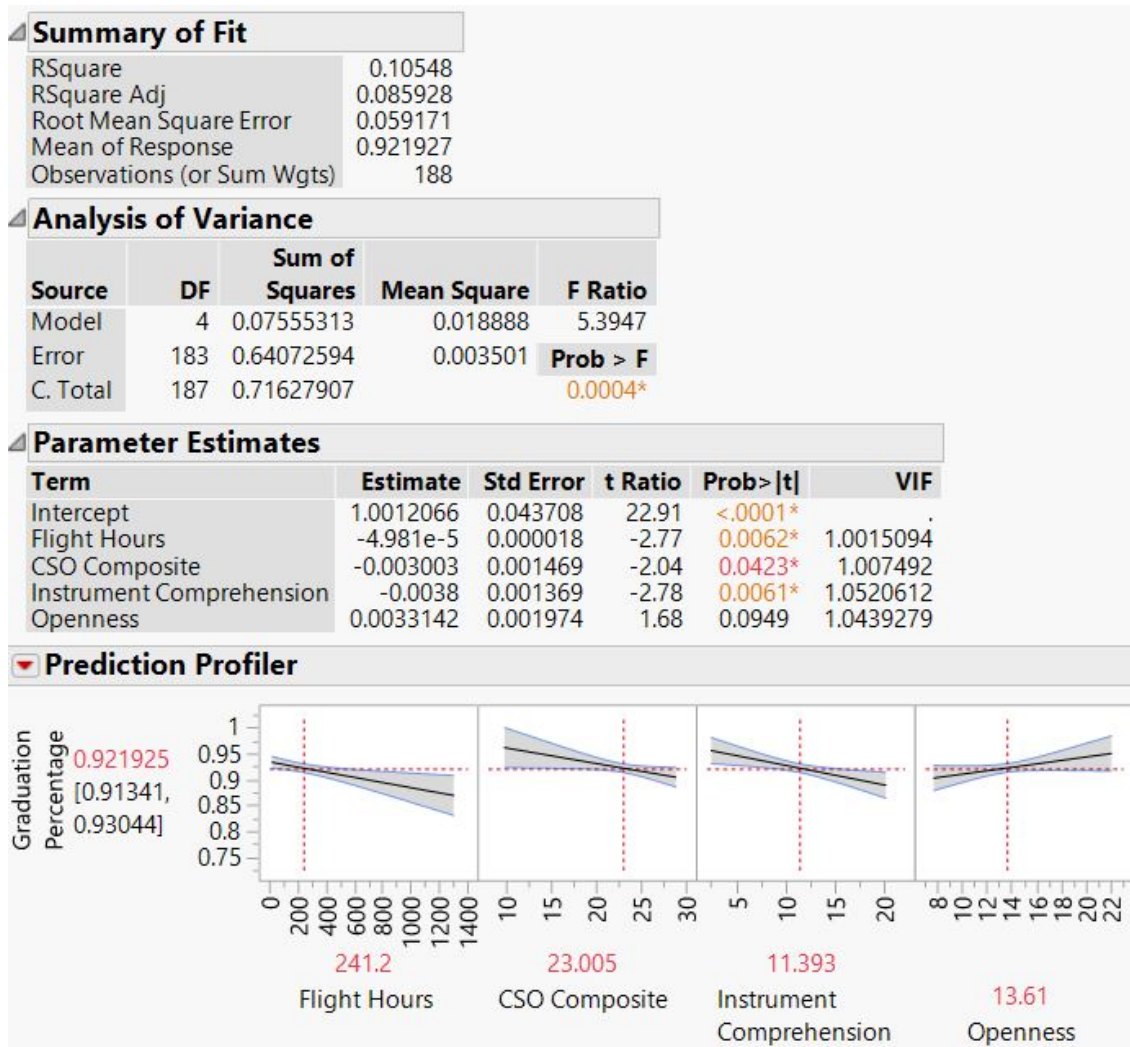 Summary of Fit
RSquare 0.10548
RSquare Adj 0.085928
Root Mean Square Error 0.059171
Mean of Response 0.921927
Observations (or Sum Wgts) 188
Analysis of Variance
Sum of
Source DF Squares Mean Square F Ratio
Model 4 0.07555313 0.018888 5.3947
Error 183 0.64072594 0.003501 Prob > F
C. Total 187 0.71627907 0.0004*
Parameter Estimates
Term Estimate Std Error t Ratio Prob>|t| VIF
Intercept 1.0012066 0.043708 22.91 <.0001* .
Flight Hours -4.981e-5 0.000018 -2.77 0.0062* 1.0015094
CSO Composite -0.003003 0.001469 -2.04 0.0423* 1.007492
Instrument Comprehension -0.0038 0.001369 -2.78 0.0061* 1.0520612
Openness 0.0033142 0.001974 1.68 0.0949 1.0439279
Prediction Profiler
Graduation
Percentage
0.921925
[0.91341,
0.93044]
1
0.95
0.9
0.85
0.8
0.75
0 200 400 600 800 1000 1200 1400
10 15 20 25 30
5 10 15 20
8 10 12 14 16 18 20 22
241.2 23.005 11.393 13.61
Flight Hours CSO Composite Instrument
Comprehension Openness